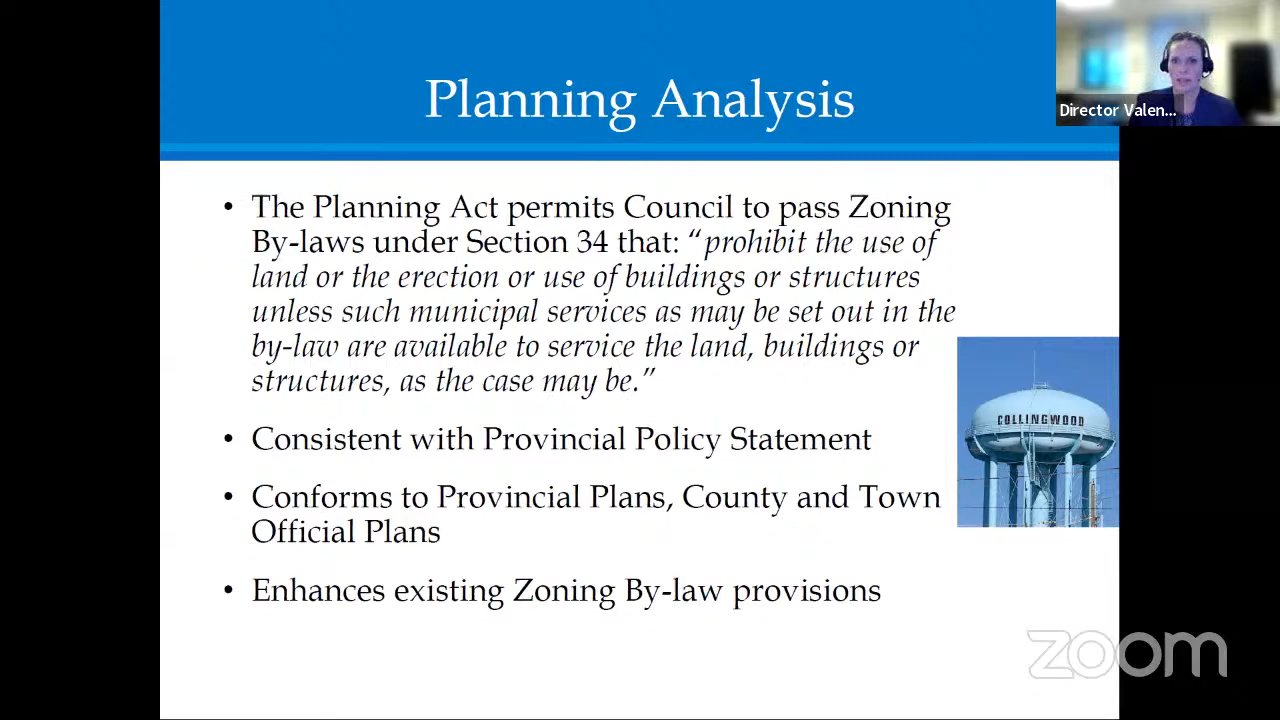 Planning Analysis
Director Valen...
• The Planning Act permits Council to pass Zoning
By-laws under Section 34 that: “prohibit the use of
land or the erection or use of buildings or structures
unless such municipal services as may be set out in the
by-law are available to service the land, buildings or
structures, as the case may be.”
• Consistent with Provincial Policy Statement
• Conforms to Provincial Plans, County and Town
Official Plans
• Enhances existing Zoning By-law provisions
COLLINGWOOD
zoom